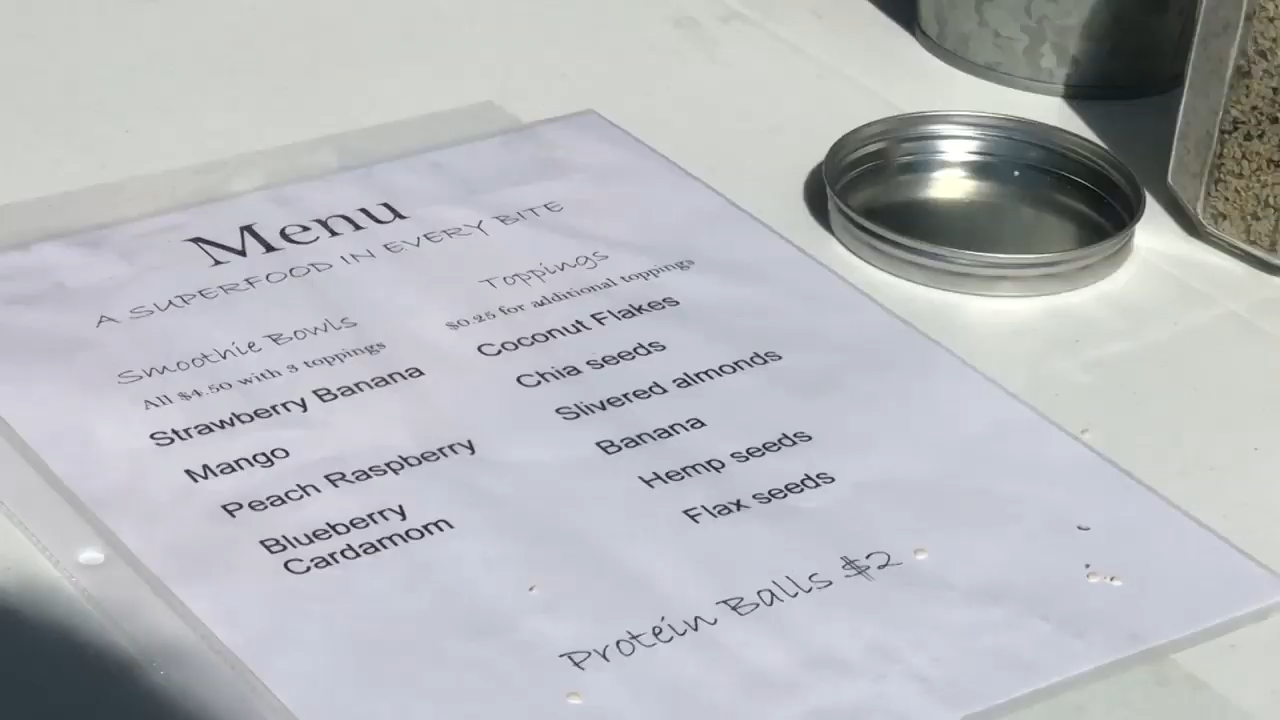 Menu
A SUPERFOOD IN EVERY BITE
Smoothie Bowls
All $4.50 with 3 toppings
Strawberry Banana
Mango
Peach Raspberry
Blueberry
Cardamom
Toppings
$0.25 for additional toppings
Coconut Flakes
Chia seeds
Slivered almonds
Banana
Hemp seeds
Flax seeds
Protein Balls $2